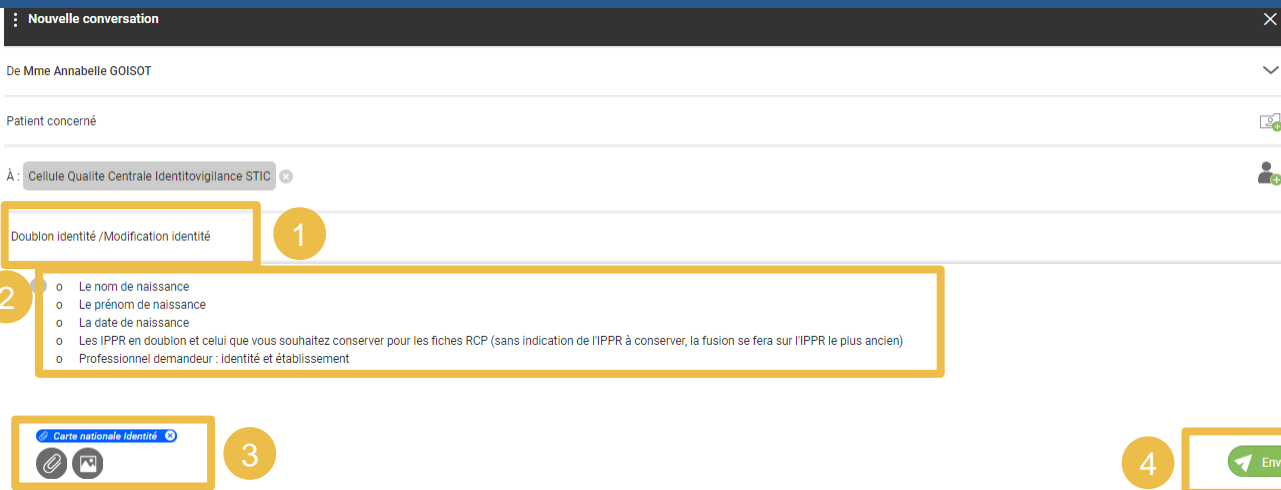 Nouvelle conversation
De Mme Annabelle GOISOT
Patient concerné
À : Cellule Qualite Centrale Identitovigilance STIC
Doublon identité /Modification identité
1
2
o Le nom de naissance
o Le prénom de naissance
o La date de naissance
o Les IPPR en doublon et celui que vous souhaitez conserver pour les fiches RCP (sans indication de l'IPPR à conserver, la fusion se fera sur l'IPPR le plus ancien)
o Professionnel demandeur : identité et établissement
Carte nationale identité
3
4
Env